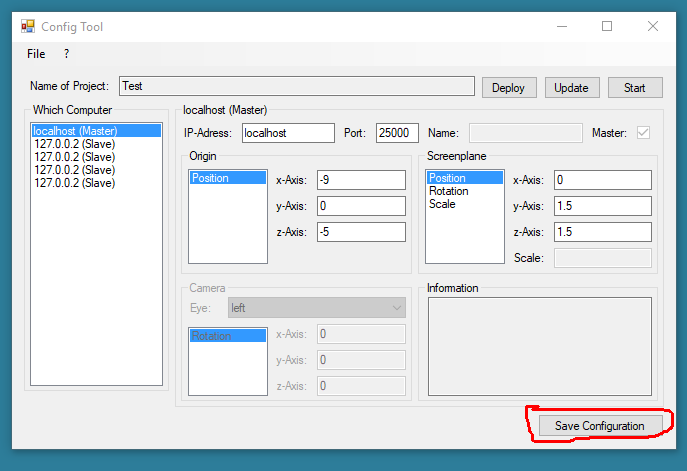 Config Tool
File ?
Name of Project: Test Deploy Update Start
Which Computer
localhost (Master)
127.0.0.2 (Slave)
127.0.0.2 (Slave)
127.0.0.2 (Slave)
127.0.0.2 (Slave)
localhost (Master)
IP-Adress: localhost Port: 25000 Name: Master:
Origin
Position
x-Axis: -9
y-Axis: 0
z-Axis: -5
Screenplane
Position
Rotation
Scale
x-Axis: 0
y-Axis: 1.5
z-Axis: 1.5
Scale:
Camera
Eye: left
Rotation
x-Axis: 0
y-Axis: 0
z-Axis: 0
Information
Save Configuration